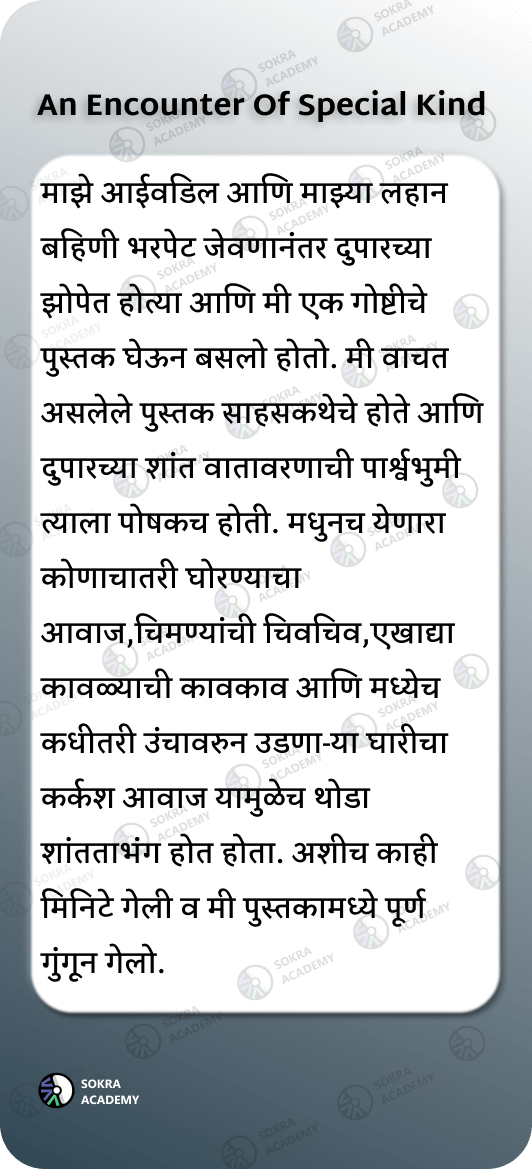 An Encounter Of Special Kind
माझे आईवडिल आणि माझ्या लहान
बहिणी भरपेट जेवणानंतर दुपारच्या
झोपेत होत्या आणि मी एक गोष्टीचे
पुस्तक घेऊन बसलो होतो. मी वाचत
असलेले पुस्तक साहसकथेचे होते आणि
दुपारच्या शांत वातावरणाची पार्श्वभुमी
त्याला पोषकच होती. मधुनच येणारा
कोणाचातरी घोरण्याचा
आवाज,चिमण्यांची चिवचिव,एखाद्या
कावळ्याची कावकाव आणि मध्येच
कधीतरी उंचावरुन उडणा-या घारीचा
कर्कश आवाज यामुळेच थोडा
शांतताभंग होत होता. अशीच काही
मिनिटे गेली व मी पुस्तकामध्ये पूर्ण
गुंगून गेलो.
SOKRA
ACADEMY